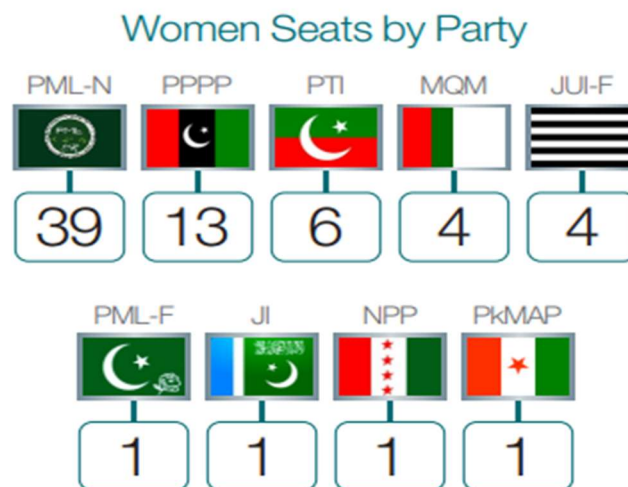 Women Seats by Party
PML-N PPPP PTI MQM JUI-F
39 13 6 4 4
PML-F JI NPP PkMAP
1 1 1 1